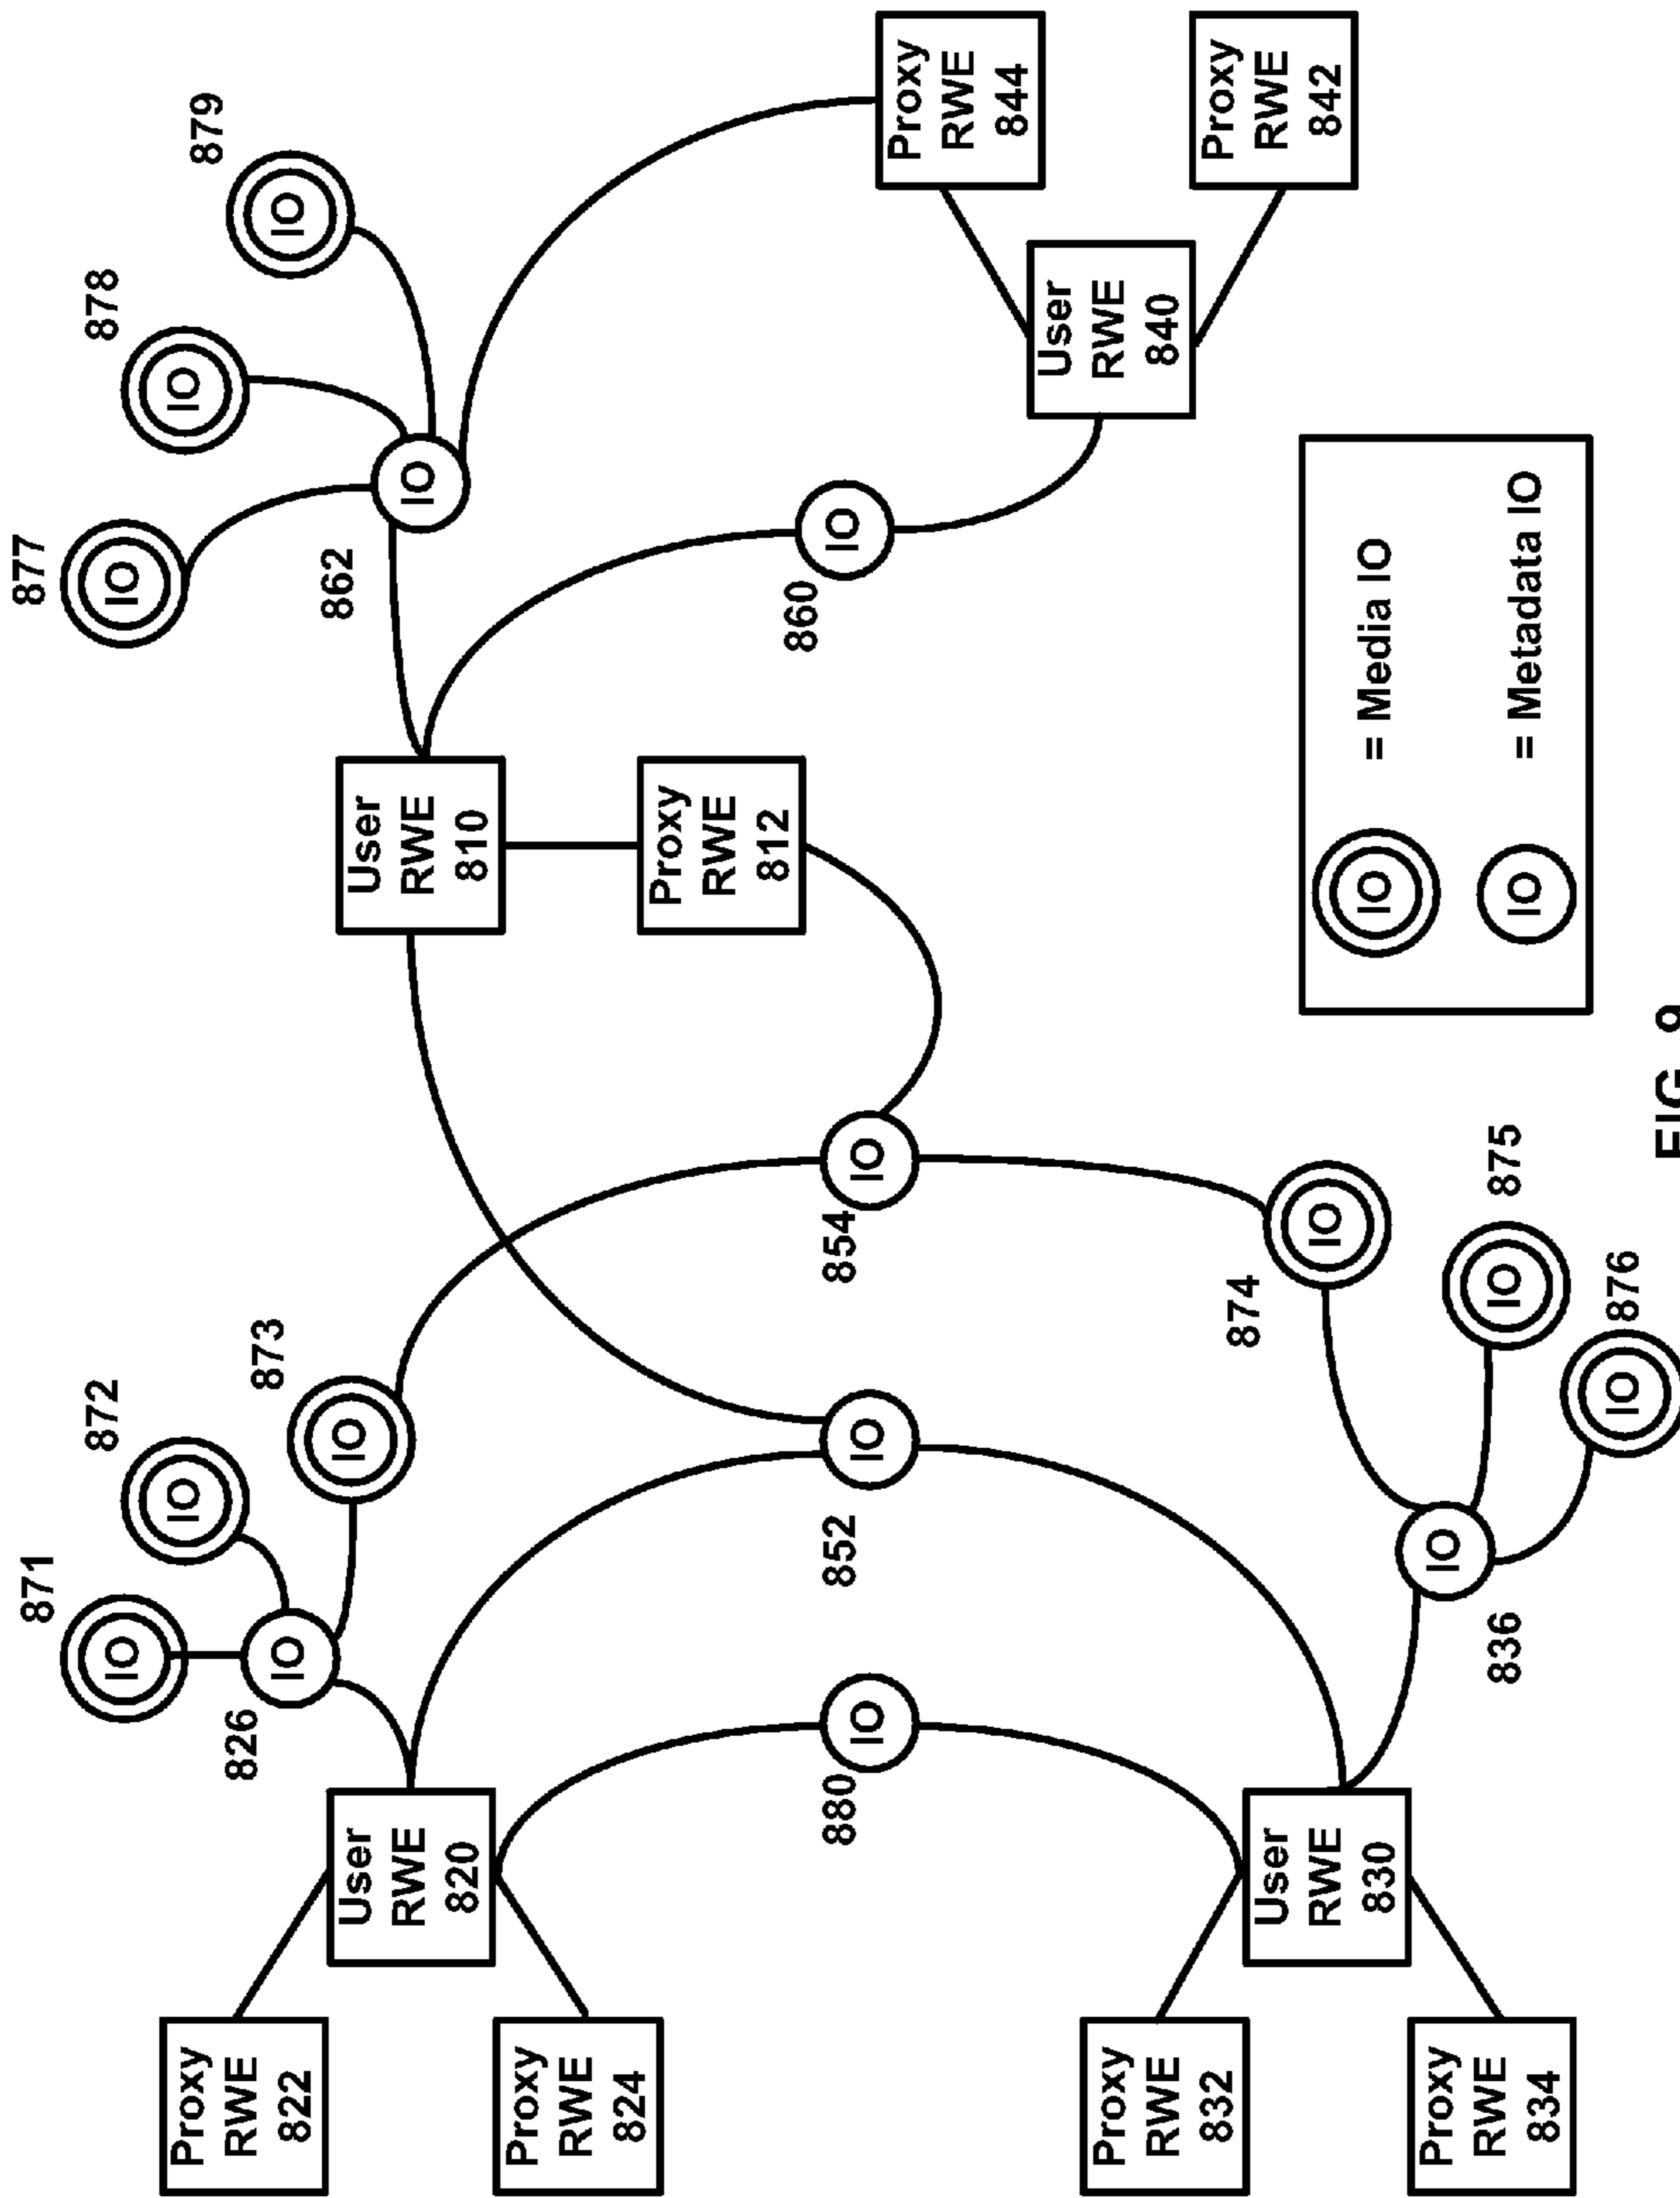 871
877
IO
IO
872
878
IO
IO
Proxy
RWE
822
879
826
IO
873
IO
862
User
RWE
820
IO
User
RWE
810
IO
Proxy
RWE
824
Proxy
RWE
812
880
852
854
860
IO
IO
IO
IO
Proxy
RWE
844
User
RWE
840
Proxy
RWE
832
User
RWE
830
874
IO
Proxy
RWE
842
IO = Media IO
836
IO
875
IO
IO = Metadata IO
Proxy
RWE
834
876
IO
FIG